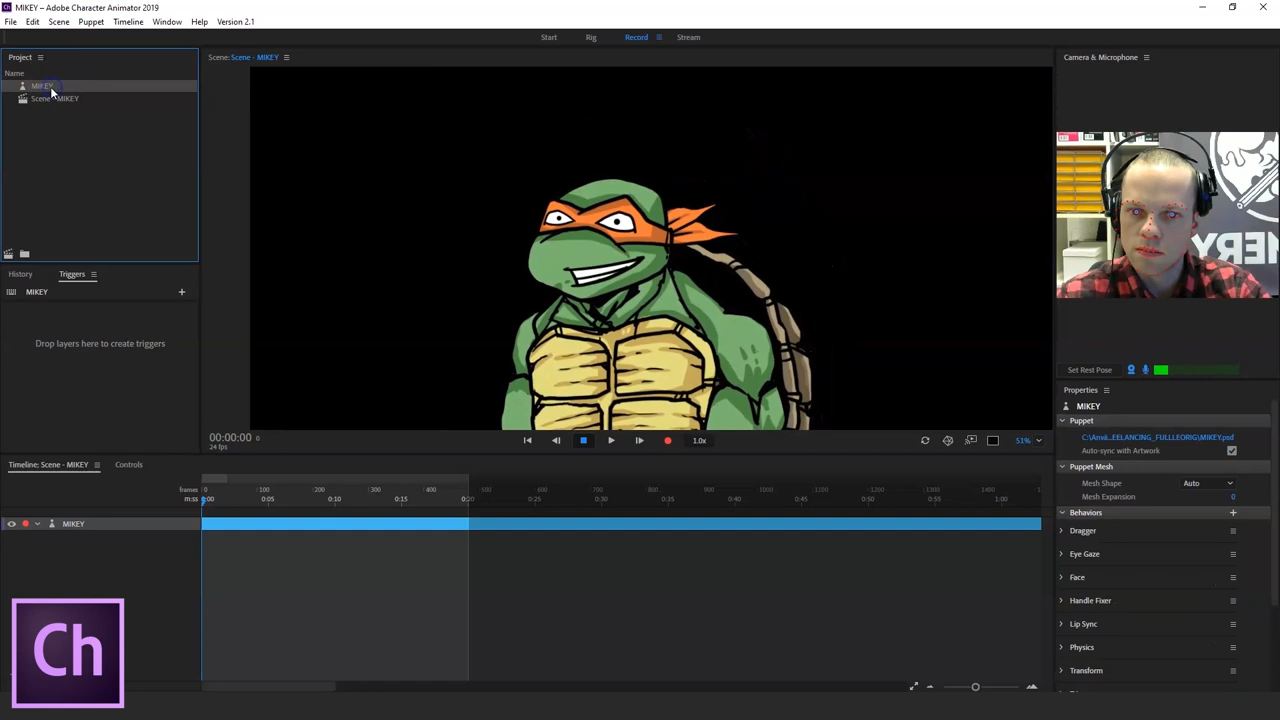 MIKEY – Adobe Character Animator 2019
File Edit Scene Puppet Timeline Window Help Version 2.1
Start Rig Record Stream
Project
Name
MIKEY
Scene - MIKEY
History Triggers
MIKEY
Drop layers here to create triggers
Scene: Scene - MIKEY
00:00:00 0
24 fps
1.0x
51%
Camera & Microphone
NERY
Set Rest Pose
Properties
MIKEY
Puppet
C:\Anvi...EELANCING_FULLLEORIG\MIKEY.psd
Auto-sync with Artwork
Puppet Mesh
Mesh Shape Auto
Mesh Expansion 0
Behaviors
Dragger
Eye Gaze
Face
Handle Fixer
Lip Sync
Physics
Transform
Timeline: Scene - MIKEY Controls
frames 0 100 200 300 400 500 600 700 800 900 1000 1100 1200 1300 1400
m:ss 0:00 0:05 0:10 0:15 0:20 0:25 0:30 0:35 0:40 0:45 0:50 0:55 1:00
MIKEY
Ch